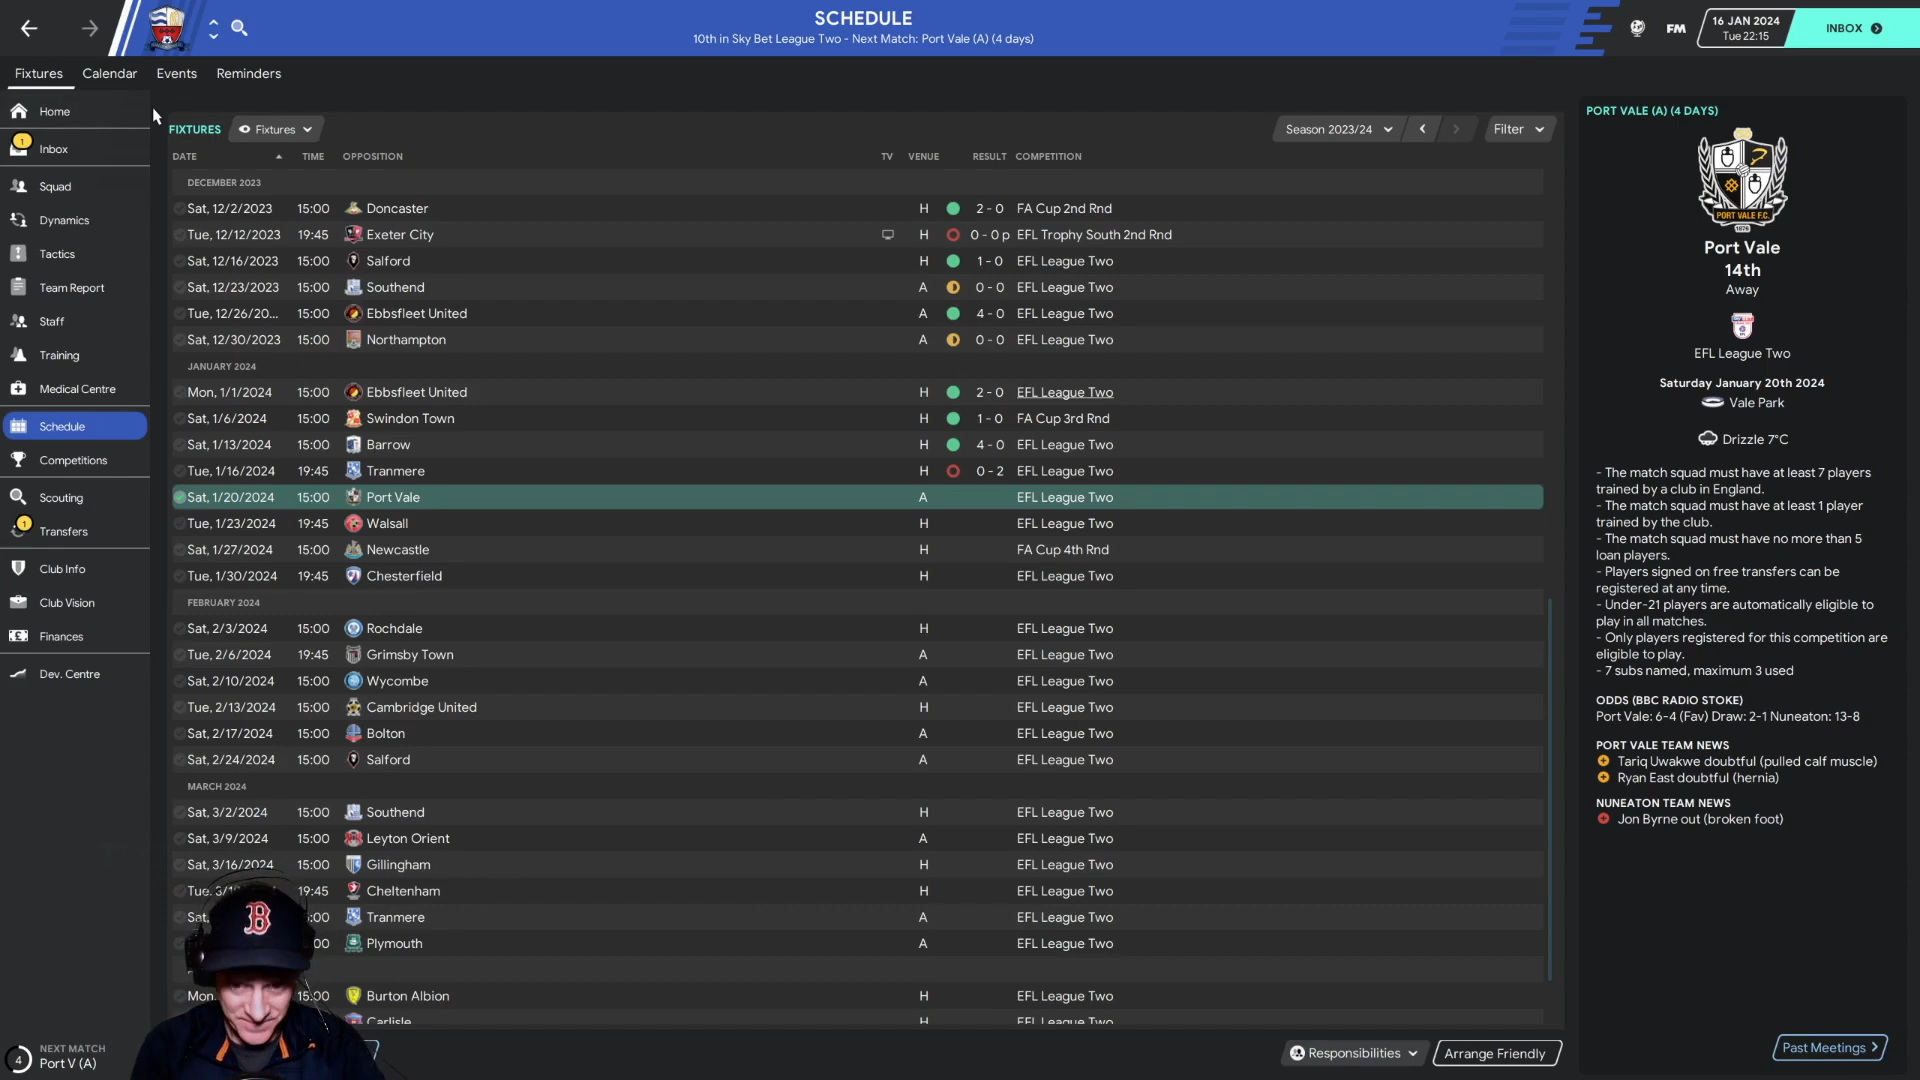 SCHEDULE
10th in Sky Bet League Two - Next Match: Port Vale (A) (4 days)
FM
16 JAN 2024
Tue 22:15
INBOX
Fixtures
Calendar
Events
Reminders
Home
1
Inbox
Squad
Dynamics
Tactics
Team Report
Staff
Training
Medical Centre
Schedule
Competitions
Scouting
1
Transfers
Club Info
Club Vision
Finances
Dev. Centre
4
NEXT MATCH
Port V (A)
FIXTURES
Fixtures
Season 2023/24
Filter
DATE TIME OPPOSITION TV VENUE RESULT COMPETITION
DECEMBER 2023
Sat, 12/2/2023 15:00 Doncaster H 2 - 0 FA Cup 2nd Rnd
Tue, 12/12/2023 19:45 Exeter City H 0 - 0 p EFL Trophy South 2nd Rnd
Sat, 12/16/2023 15:00 Salford H 1 - 0 EFL League Two
Sat, 12/23/2023 15:00 Southend A 0 - 0 EFL League Two
Tue, 12/26/20... 15:00 Ebbsfleet United A 4 - 0 EFL League Two
Sat, 12/30/2023 15:00 Northampton A 0 - 0 EFL League Two
JANUARY 2024
Mon, 1/1/2024 15:00 Ebbsfleet United H 2 - 0 EFL League Two
Sat, 1/6/2024 15:00 Swindon Town H 1 - 0 FA Cup 3rd Rnd
Sat, 1/13/2024 15:00 Barrow H 4 - 0 EFL League Two
Tue, 1/16/2024 19:45 Tranmere H 0 - 2 EFL League Two
Sat, 1/20/2024 15:00 Port Vale A EFL League Two
Tue, 1/23/2024 19:45 Walsall H EFL League Two
Sat, 1/27/2024 15:00 Newcastle H FA Cup 4th Rnd
Tue, 1/30/2024 19:45 Chesterfield H EFL League Two
FEBRUARY 2024
Sat, 2/3/2024 15:00 Rochdale H EFL League Two
Tue, 2/6/2024 19:45 Grimsby Town A EFL League Two
Sat, 2/10/2024 15:00 Wycombe A EFL League Two
Tue, 2/13/2024 15:00 Cambridge United H EFL League Two
Sat, 2/17/2024 15:00 Bolton A EFL League Two
Sat, 2/24/2024 15:00 Salford A EFL League Two
MARCH 2024
Sat, 3/2/2024 15:00 Southend H EFL League Two
Sat, 3/9/2024 15:00 Leyton Orient A EFL League Two
Sat, 3/16/2024 15:00 Gillingham H EFL League Two
Tue, 3/1 19:45 Cheltenham H EFL League Two
Sat, :00 Tranmere A EFL League Two
:00 Plymouth A EFL League Two
Mon, 15:00 Burton Albion H EFL League Two
Carlisle H EFL League Two
B
Responsibilities
Arrange Friendly
PORT VALE (A) (4 DAYS)
PORT VALE F.C.
1876
Port Vale
14th
Away
EFL League Two
Saturday January 20th 2024
Vale Park
Drizzle 7°C
- The match squad must have at least 7 players
trained by a club in England.
- The match squad must have at least 1 player
trained by the club.
- The match squad must have no more than 5
loan players.
- Players signed on free transfers can be
registered at any time.
- Under-21 players are automatically eligible to
play in all matches.
- Only players registered for this competition are
eligible to play.
- 7 subs named, maximum 3 used
ODDS (BBC RADIO STOKE)
Port Vale: 6-4 (Fav) Draw: 2-1 Nuneaton: 13-8
PORT VALE TEAM NEWS
Tariq Uwakwe doubtful (pulled calf muscle)
Ryan East doubtful (hernia)
NUNEATON TEAM NEWS
Jon Byrne out (broken foot)
Past Meetings